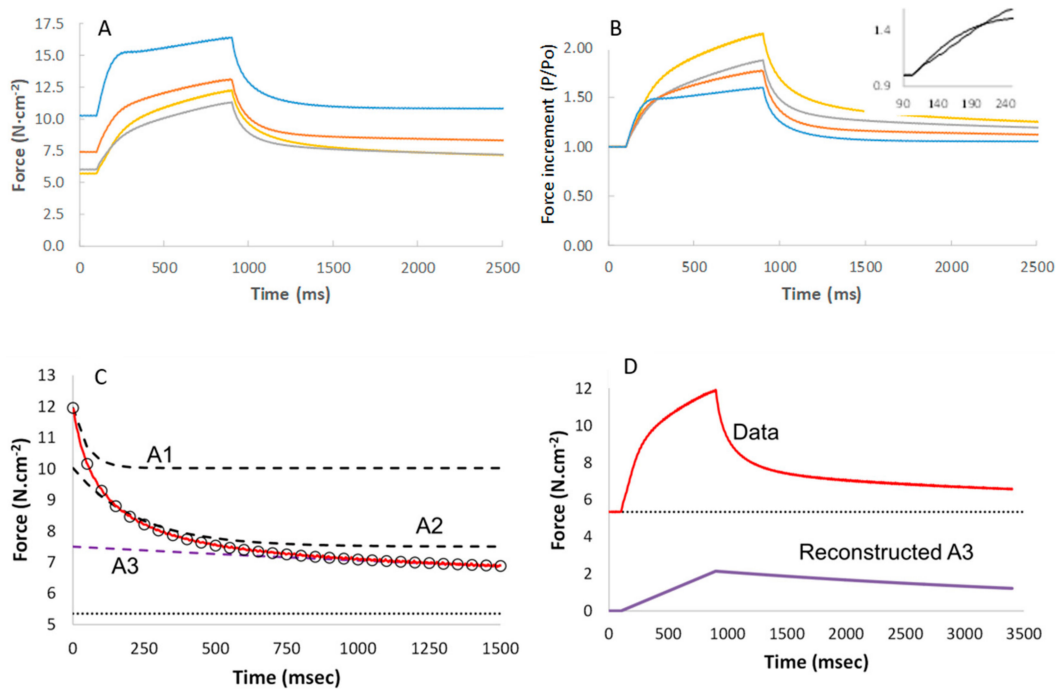 A
17.5
15.0
12.5
10.0
7.5
5.0
2.5
0.0
Force (N·cm-2)
0 500 1000 1500 2000 2500
Time (ms)
B
2.00
1.50
1.00
0.50
0.00
Force increment (P/Po)
0 500 1000 1500 2000 2500
Time (ms)
1.4
0.9
90 140 190 240
C
13
12
11
10
9
8
7
6
5
Force (N.cm-2)
A1
A2
A3
0 250 500 750 1000 1250 1500
Time (msec)
D
12
10
8
6
4
2
0
Force (N.cm-2)
Data
Reconstructed A3
0 500 1000 1500 2000 2500 3000 3500
Time (msec)